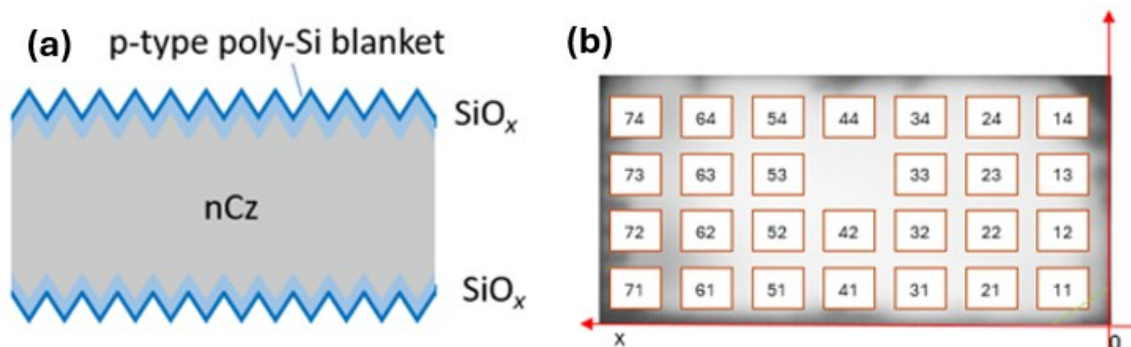 (a) p-type poly-Si blanket
SiOₓ
nCz
SiOₓ
(b)
74 64 54 44 34 24 14
73 63 53 33 23 13
72 62 52 42 32 22 12
71 61 51 41 31 21 11
x 0